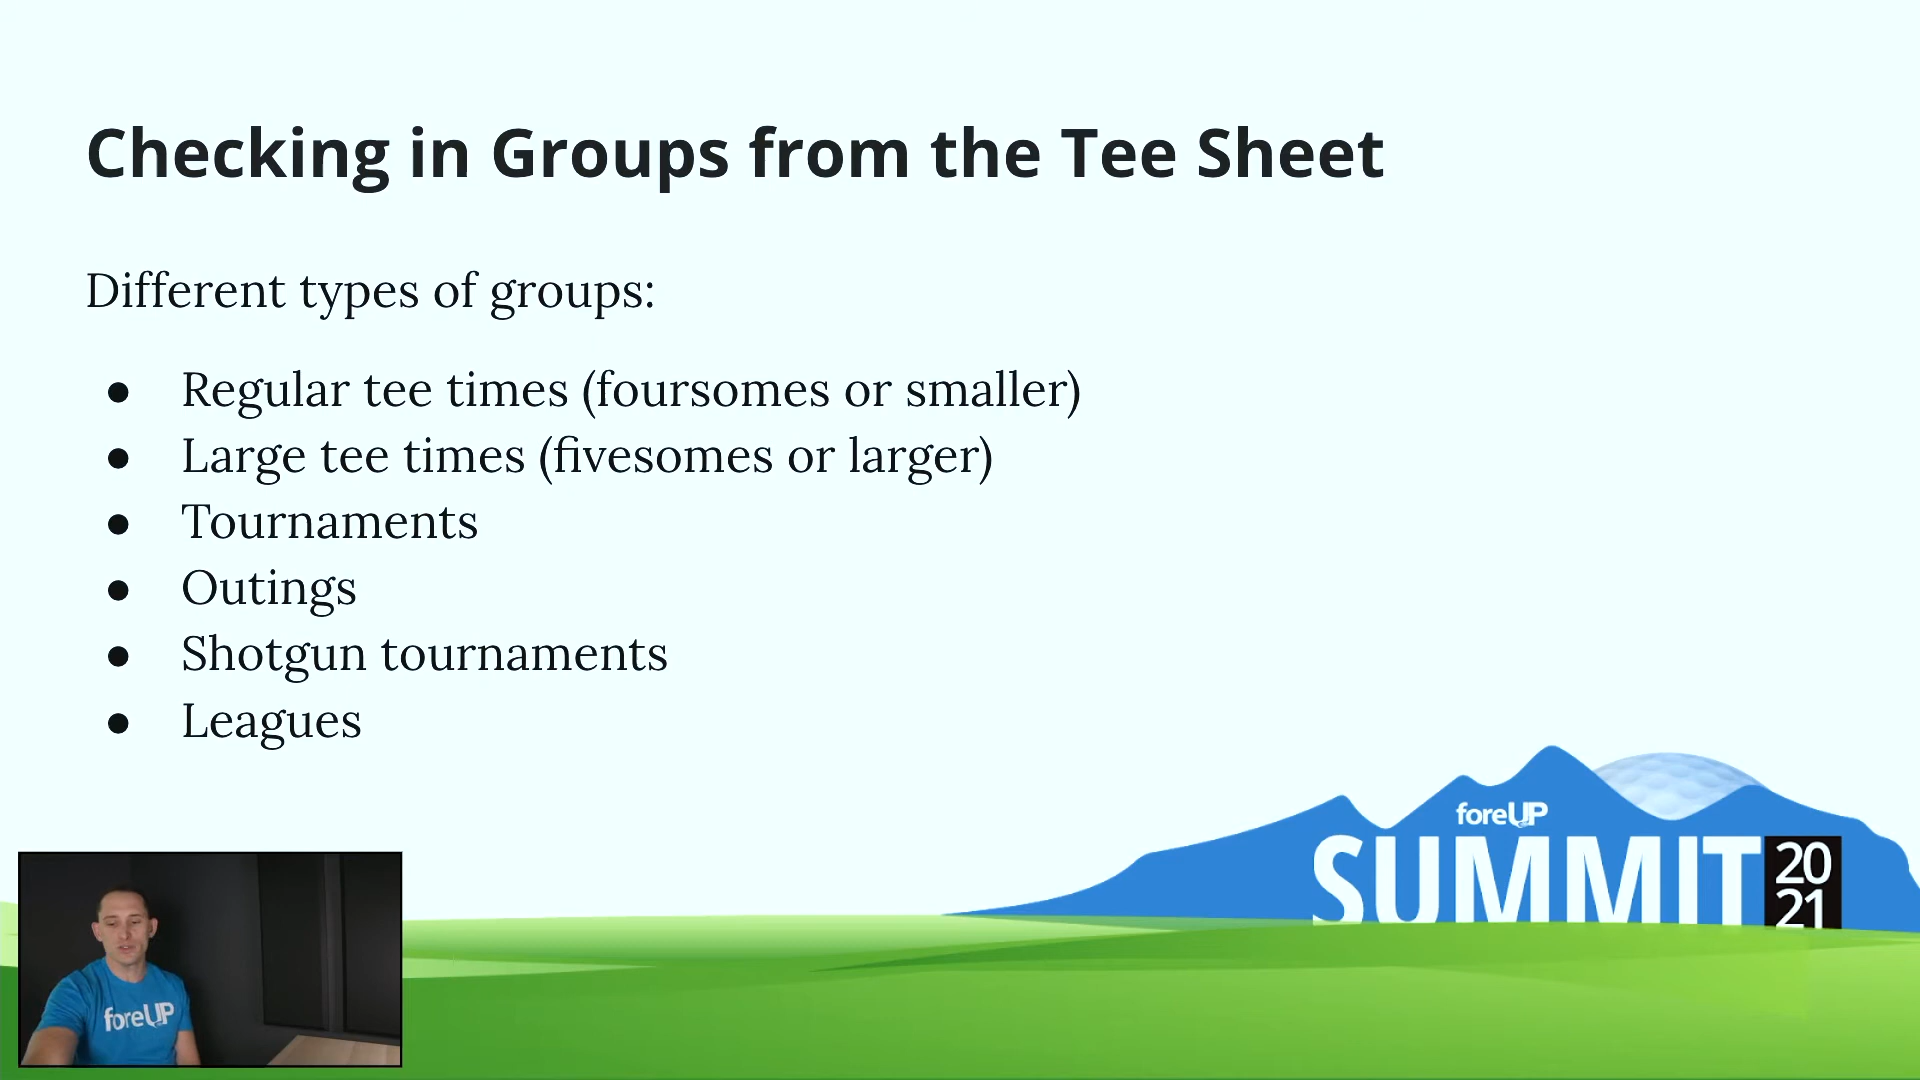 Checking in Groups from the Tee Sheet
Different types of groups:
● Regular tee times (foursomes or smaller)
● Large tee times (fivesomes or larger)
● Tournaments
● Outings
● Shotgun tournaments
● Leagues
foreUP
SUMMIT
20
21
foreUP